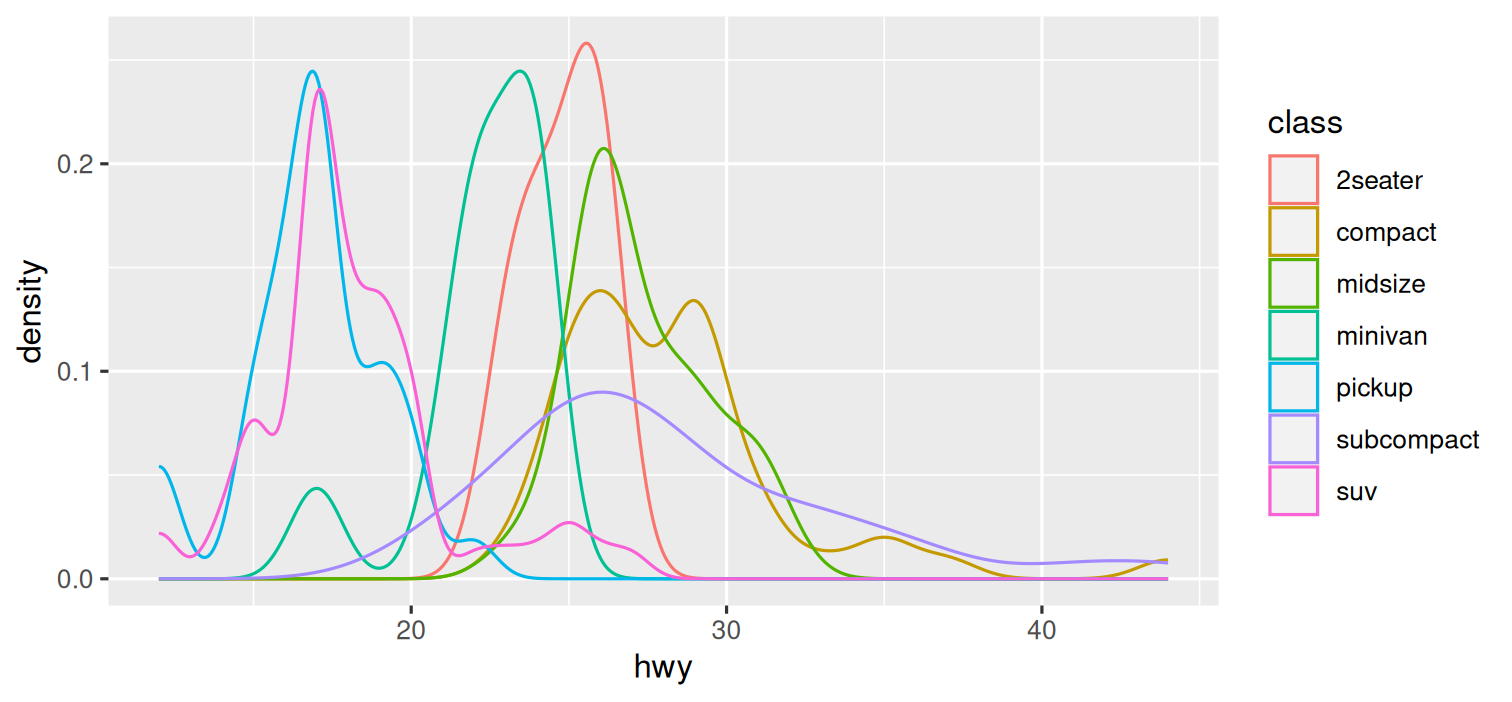 density
0.2
0.1
0.0
20
30
40
hwy
class
2seater
compact
midsize
minivan
pickup
subcompact
suv